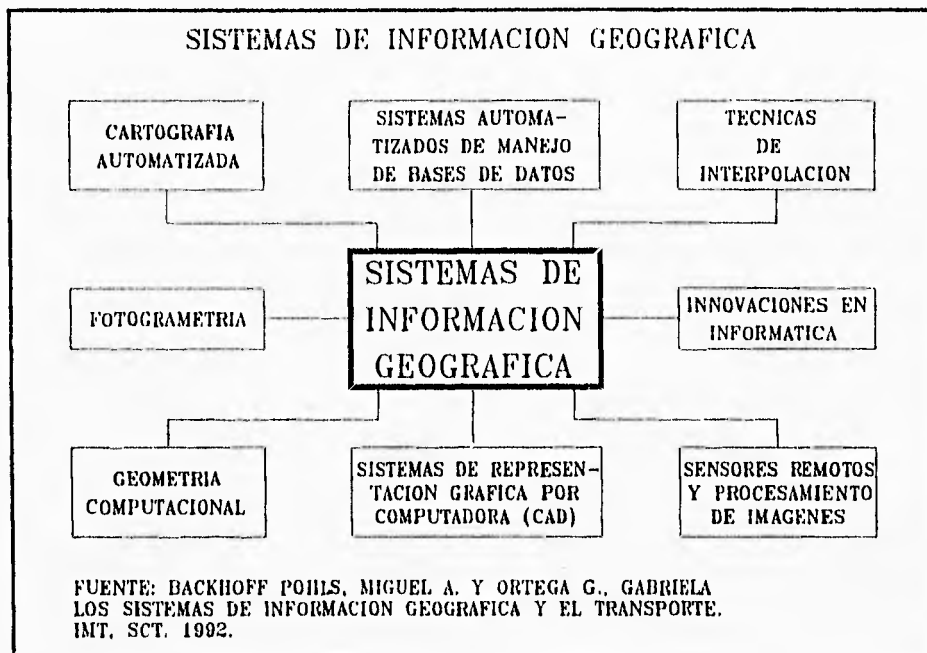 SISTEMAS DE INFORMACION GEOGRAFICA
CARTOGRAFIA
AUTOMATIZADA
SISTEMAS AUTOMA-
TIZADOS DE MANEJO
DE BASES DE DATOS
TECNICAS
DE
INTERPOLACION
FOTOGRAMETRIA
SISTEMAS DE
INFORMACION
GEOGRAFICA
INNOVACIONES EN
INFORMATICA
GEOMETRIA
COMPUTACIONAL
SISTEMAS DE REPRESEN-
TACION GRAFICA POR
COMPUTADORA (CAD)
SENSORES REMOTOS
Y PROCESAMIENTO
DE IMAGENES
FUENTE: BACKHOFF POHLS, MIGUEL A. Y ORTEGA G., GABRIELA
LOS SISTEMAS DE INFORMACION GEOGRAFICA Y EL TRANSPORTE.
IMT, SCT. 1992.